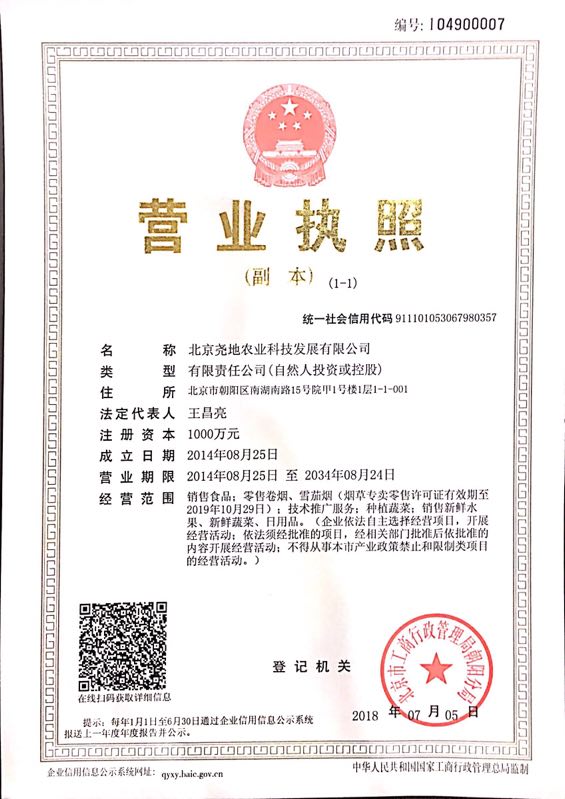 编号: 104900007
营业执照
(副 本) (1-1)
统一社会信用代码 911101053067980357
名 称 北京尧地农业科技发展有限公司
类 型 有限责任公司(自然人投资或控股)
住 所 北京市朝阳区南湖南路15号院甲1号楼1层1-1-001
法定代表人 王昌亮
注册资本 1000万元
成立日期 2014年08月25日
营业期限 2014年08月25日 至 2034年08月24日
经营范围 销售食品；零售卷烟、雪茄烟（烟草专卖零售许可证有效期至
2019年10月29日）；技术推广服务；种植蔬菜；销售新鲜水
果、新鲜蔬菜、日用品。（企业依法自主选择经营项目，开展
经营活动；依法须经批准的项目，经相关部门批准后依批准的
内容开展经营活动；不得从事本市产业政策禁止和限制类项目
的经营活动。）
在线扫码获取详细信息
登记机关
北京市工商行政管理局朝阳分局
2018 年 07 月 05 日
提示：每年1月1日至6月30日通过企业信用信息公示系统
报送上一年度年度报告并公示。
企业信用信息公示系统网址: qyxy.baic.gov.cn
中华人民共和国国家工商行政管理总局监制